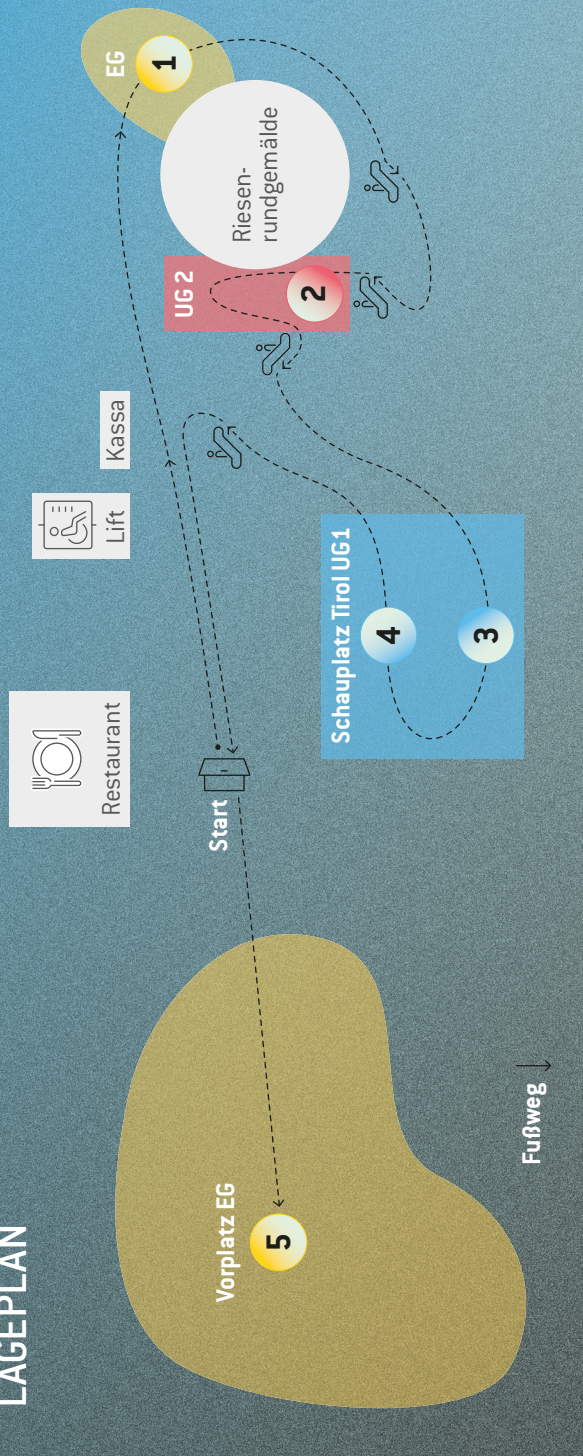 LAGEPLAN
Vorplatz EG
5
Fußweg
Start
Restaurant
Lift
Kassa
Schauplatz Tirol UG1
4
3
UG 2
2
Riesen-
rundgemälde
EG
1